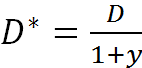 D* = D/(1+y)